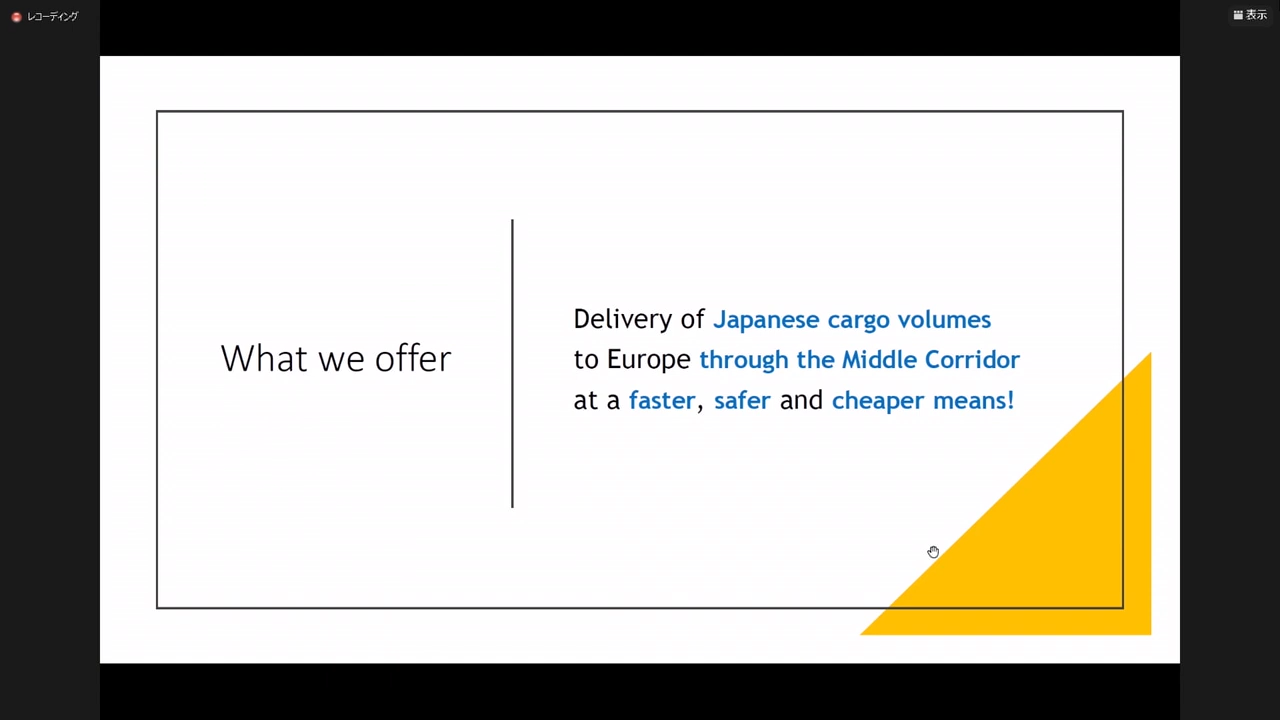 レコーディング
表示
What we offer
Delivery of Japanese cargo volumes
to Europe through the Middle Corridor
at a faster, safer and cheaper means!